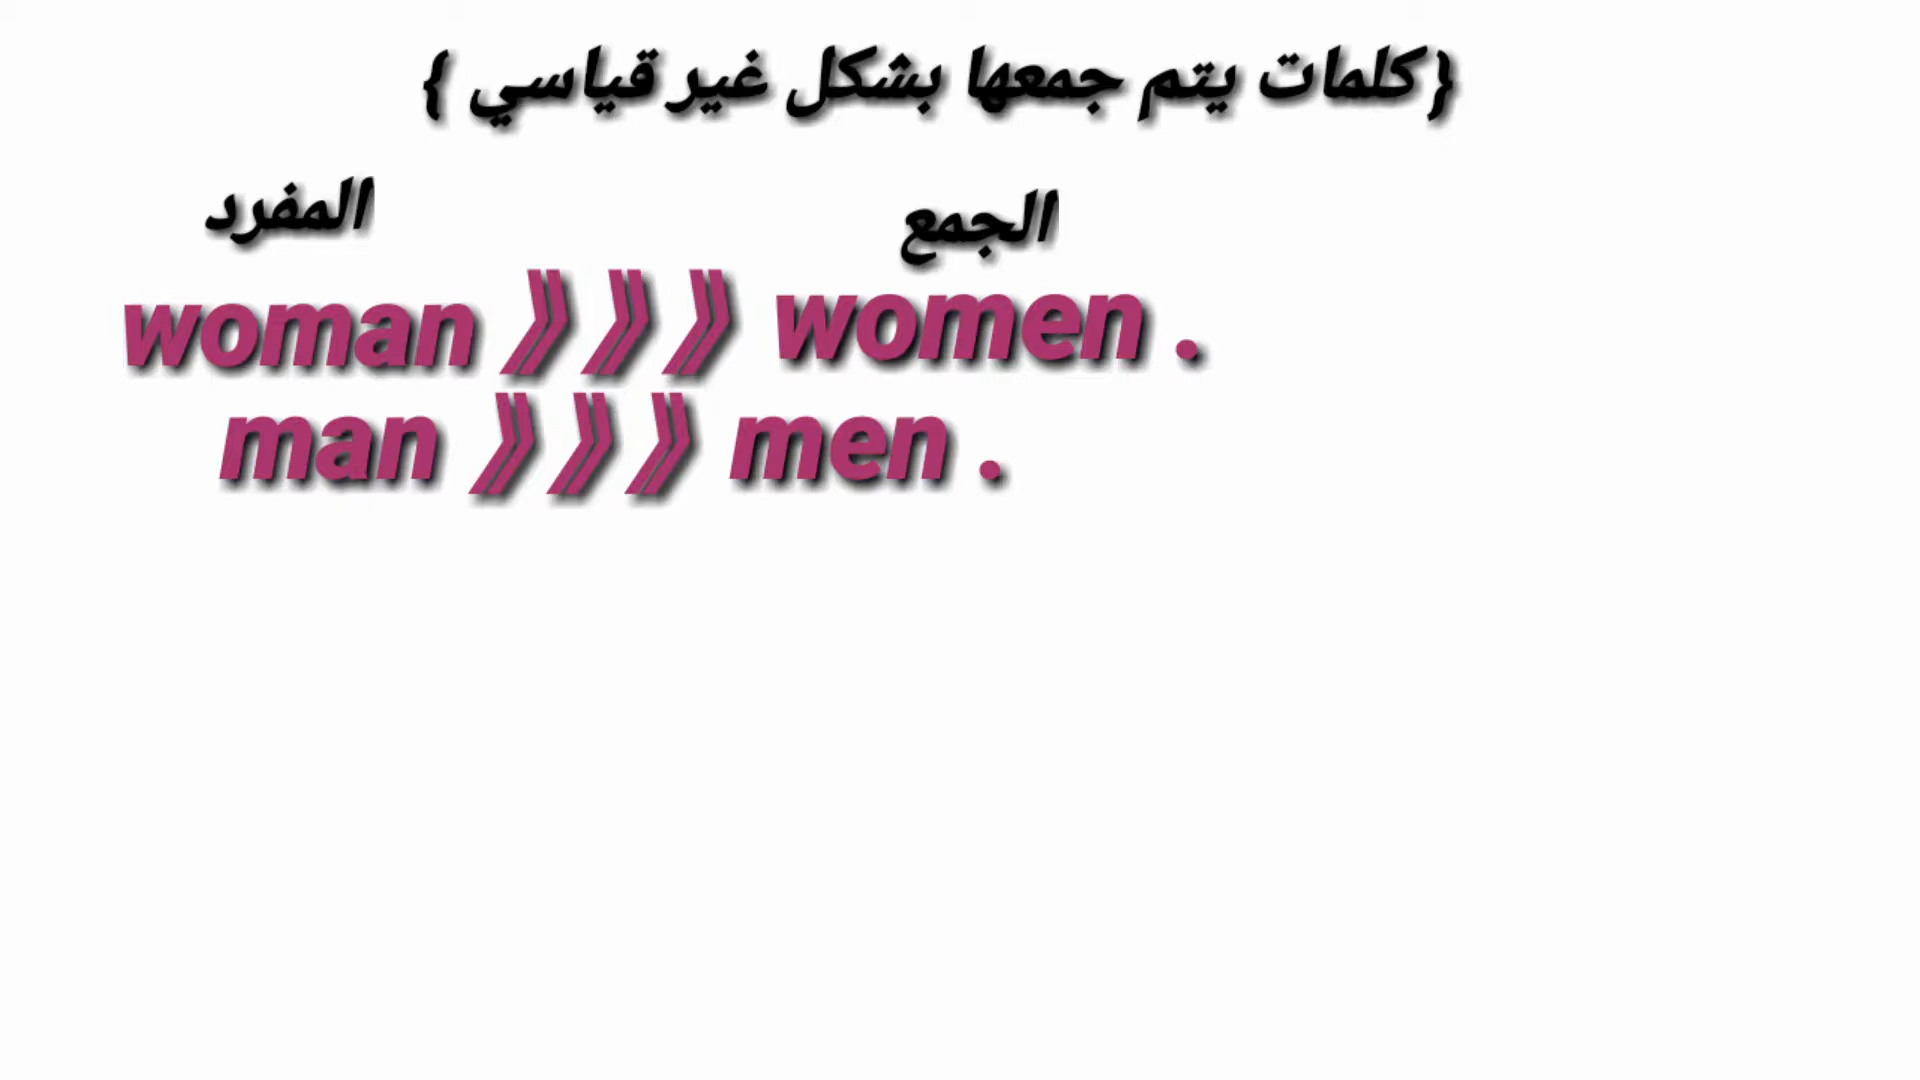 {كلمات يتم جمعها بشكل غير قياسي }
المفرد الجمع
woman 》》》 women .
man 》》》 men .